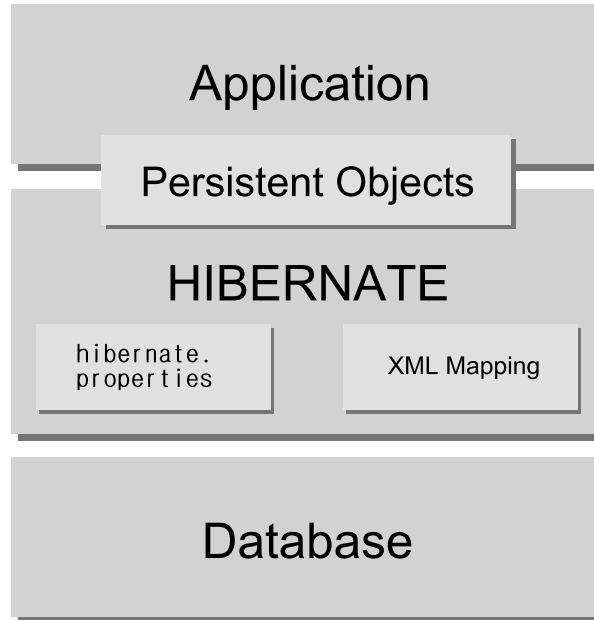 Application
Persistent Objects
HIBERNATE
hibernate.
properties
XML Mapping
Database